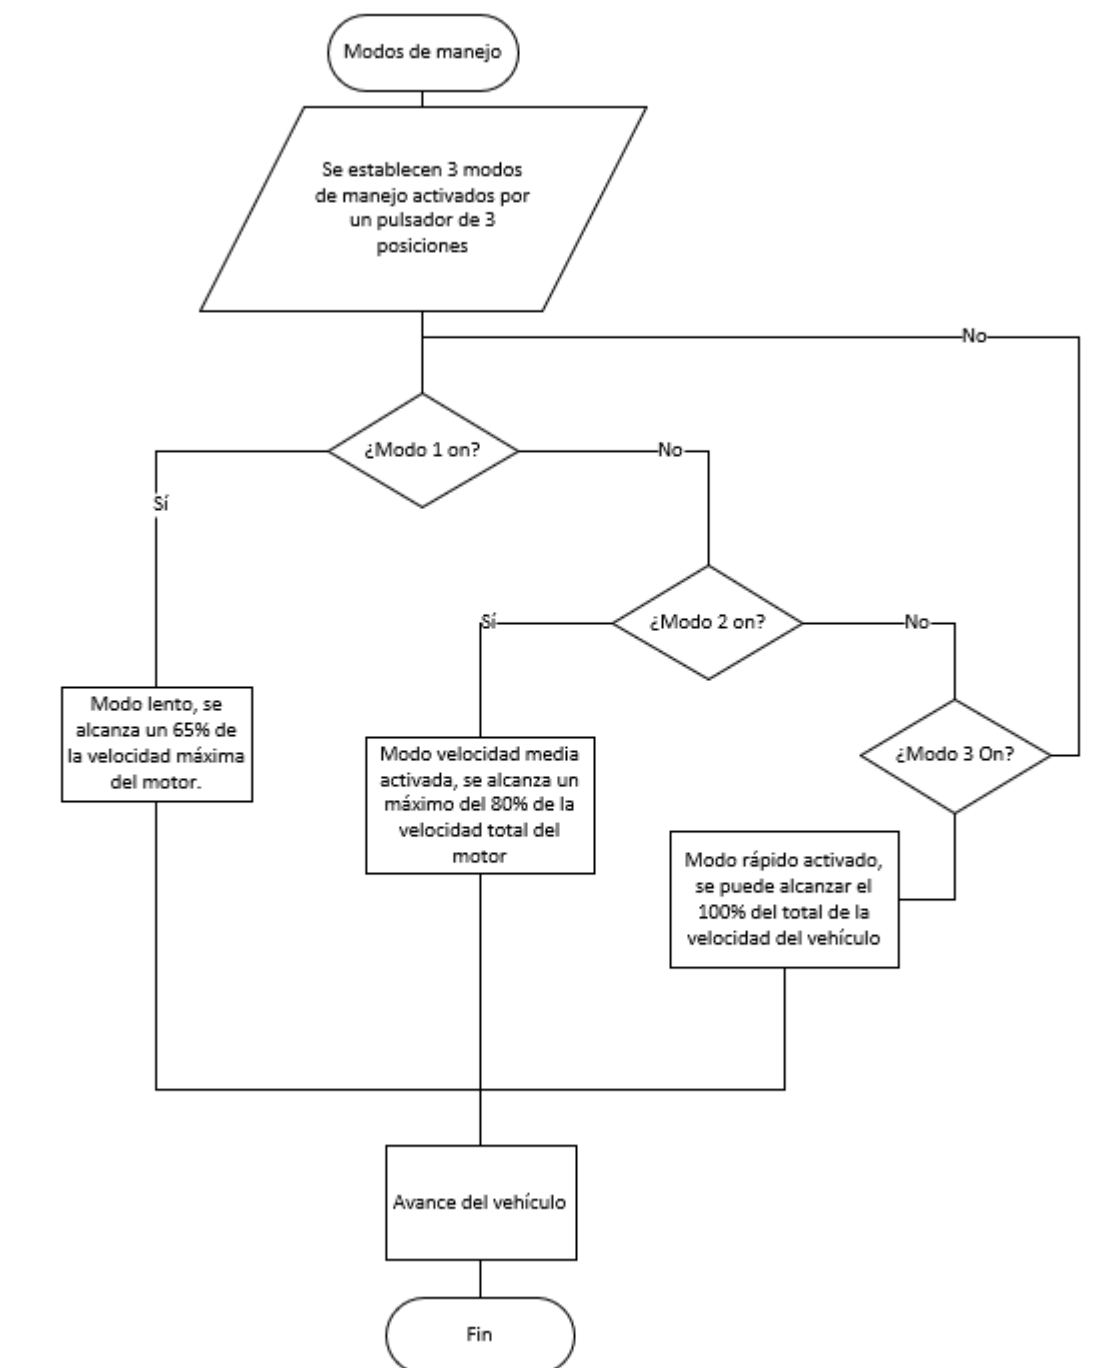 Modos de manejo
Se establecen 3 modos
de manejo activados por
un pulsador de 3
posiciones
No
¿Modo 1 on?
No
Sí
¿Modo 2 on?
Sí
No
Modo lento, se
alcanza un 65% de
la velocidad máxima
del motor.
Modo velocidad media
activada, se alcanza un
máximo del 80% de la
velocidad total del
motor
¿Modo 3 On?
Modo rápido activado,
se puede alcanzar el
100% del total de la
velocidad del vehículo
Avance del vehículo
Fin